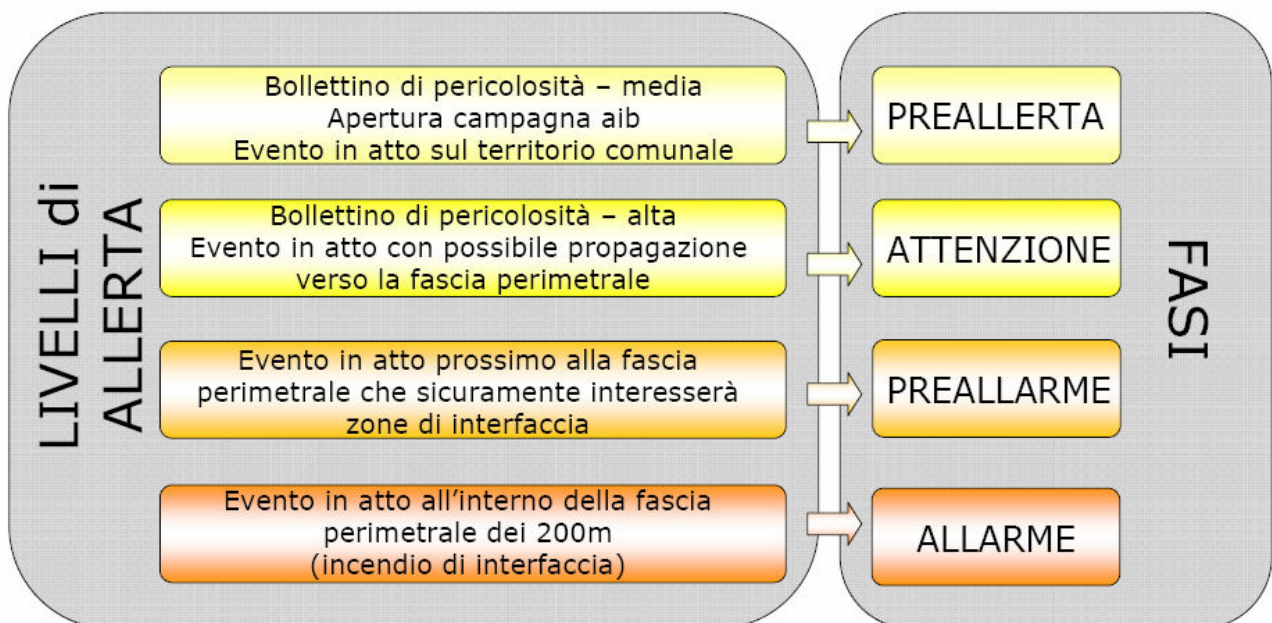 LIVELLI di
ALLERTA
Bollettino di pericolosità – media
Apertura campagna aib
Evento in atto sul territorio comunale
PREALLERTA
Bollettino di pericolosità – alta
Evento in atto con possibile propagazione
verso la fascia perimetrale
ATTENZIONE
Evento in atto prossimo alla fascia
perimetrale che sicuramente interesserà
zone di interfaccia
PREALLARME
Evento in atto all’interno della fascia
perimetrale dei 200m
(incendio di interfaccia)
ALLARME
FASI